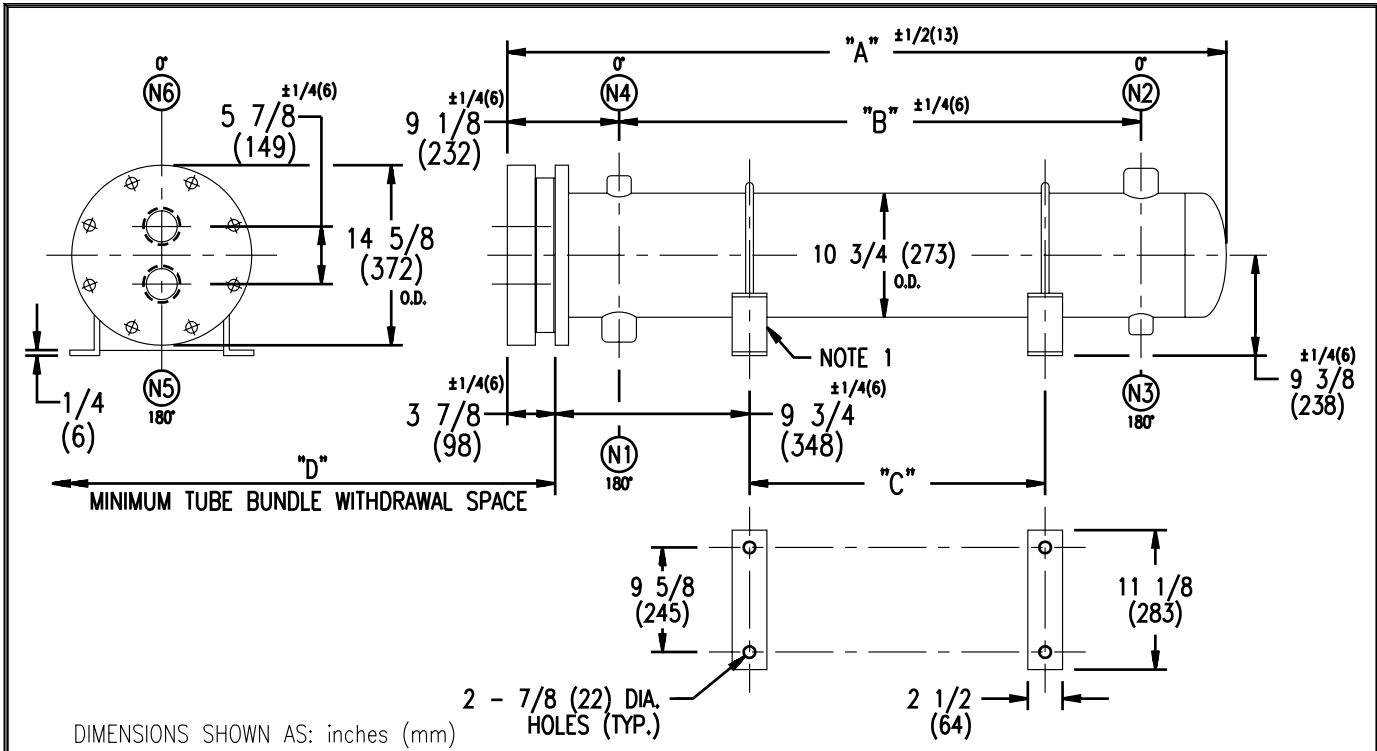 "A" ±1/2(13)
0°
N6
5 7/8 ±1/4(6)
(149)
14 5/8
(372)
O.D.
1/4
(6)
N5
180°
9 1/8 ±1/4(6)
(232)
0°
N4
"B" ±1/4(6)
0°
N2
10 3/4 (273)
O.D.
NOTE 1
±1/4(6)
9 3/8
(238)
3 7/8 ±1/4(6)
(98)
9 3/4 ±1/4(6)
(348)
N1
180°
N3
180°
"D"
MINIMUM TUBE BUNDLE WITHDRAWAL SPACE
"C"
9 5/8
(245)
11 1/8
(283)
2 - 7/8 (22) DIA.
HOLES (TYP.)
2 1/2
(64)
DIMENSIONS SHOWN AS: inches (mm)